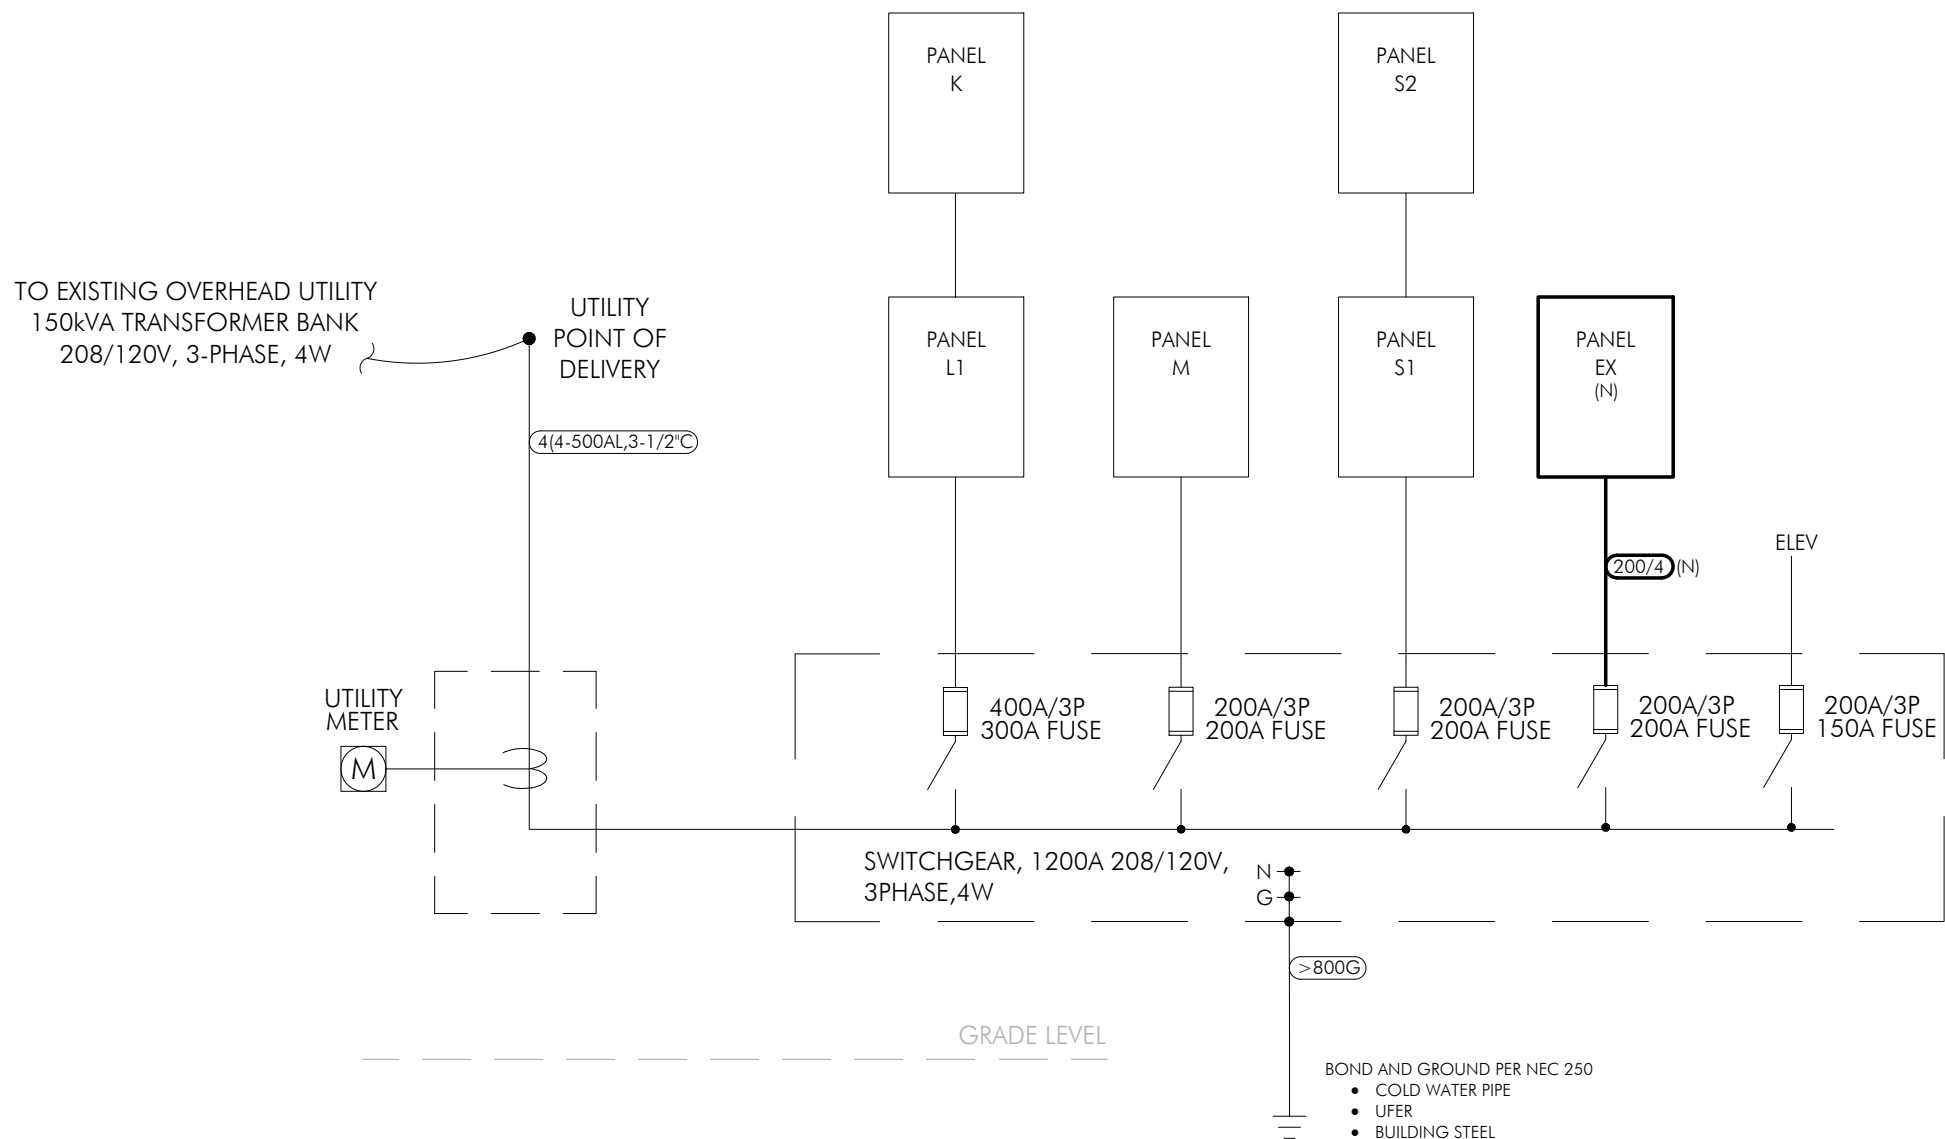 PANEL
K
PANEL
S2
TO EXISTING OVERHEAD UTILITY
150kVA TRANSFORMER BANK
208/120V, 3-PHASE, 4W
UTILITY
POINT OF
DELIVERY
PANEL
L1
PANEL
M
PANEL
S1
PANEL
EX
(N)
4(4-500AL,3-1/2"C
200/4 (N)
ELEV
UTILITY
METER
M
400A/3P
300A FUSE
200A/3P
200A FUSE
200A/3P
200A FUSE
200A/3P
200A FUSE
200A/3P
150A FUSE
SWITCHGEAR, 1200A 208/120V,
3PHASE,4W
N
G
>800G
GRADE LEVEL
BOND AND GROUND PER NEC 250
• COLD WATER PIPE
• UFER
• BUILDING STEEL